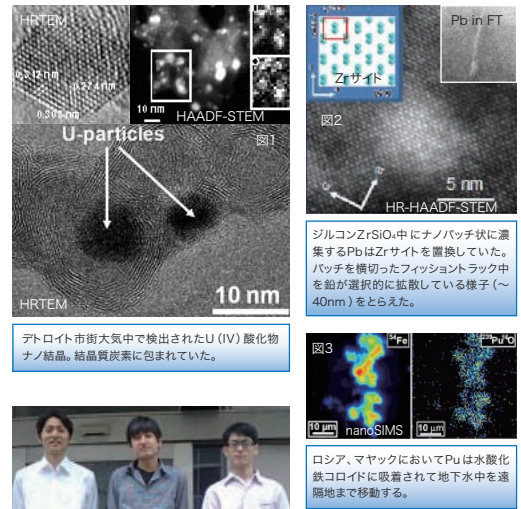 HRTEM
0.312 nm
0.274 nm
10 nm
HAADF-STEM
図1
U-particles
HRTEM
10 nm
デトロイト市街大気中で検出されたU(IV)酸化物
ナノ結晶。結晶質炭素に包まれていた。
Pb in FT
Zrサイト
図2
5 nm
HR-HAADF-STEM
ジルコンZrSiO₄中にナノパッチ状に濃
集するPbはZrサイトを置換していた。
パッチを横切ったフィッショントラック中
を鉛が選択的に拡散している様子(～
40nm)をとらえた。
図3
⁵⁴Fe
²³⁹Pu¹⁶O
10 μm
nanoSIMS
10 μm
ロシア、マヤックにおいてPuは水酸化
鉄コロイドに吸着されて地下水中を遠
隔地まで移動する。